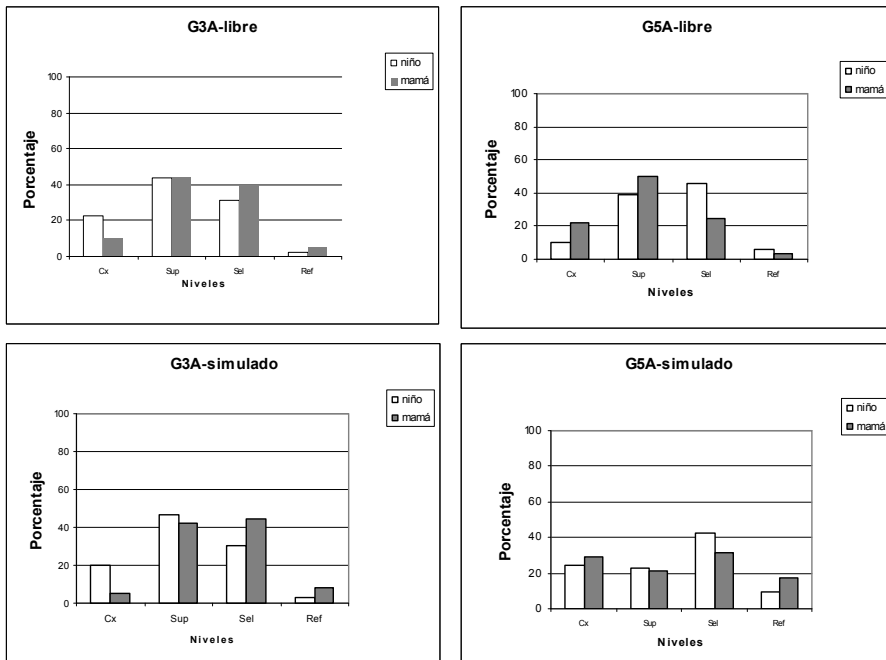 G3A-libre
niño
mamá
Porcentaje
100
80
60
40
20
0
Cx Sup Sel Ref
Niveles
G5A-libre
niño
mamá
Porcentaje
100
80
60
40
20
0
Cx Sup Sel Ref
Niveles
G3A-simulado
niño
mamá
Porcentaje
100
80
60
40
20
0
Cx Sup Sel Ref
Niveles
G5A-simulado
niño
mamá
Porcentaje
100
80
60
40
20
0
Cx Sup Sel Ref
Niveles